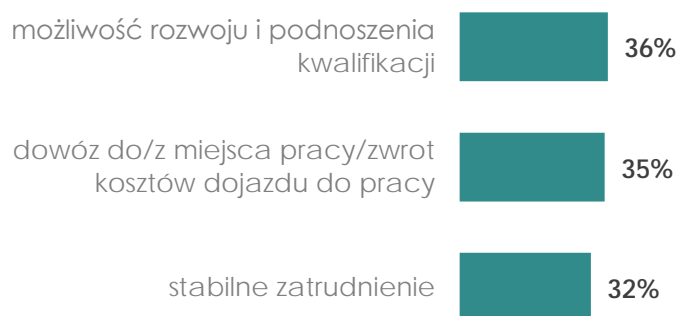 możliwość rozwoju i podnoszenia
kwalifikacji
36%
dowóz do/z miejsca pracy/zwrot
kosztów dojazdu do pracy
35%
stabilne zatrudnienie
32%